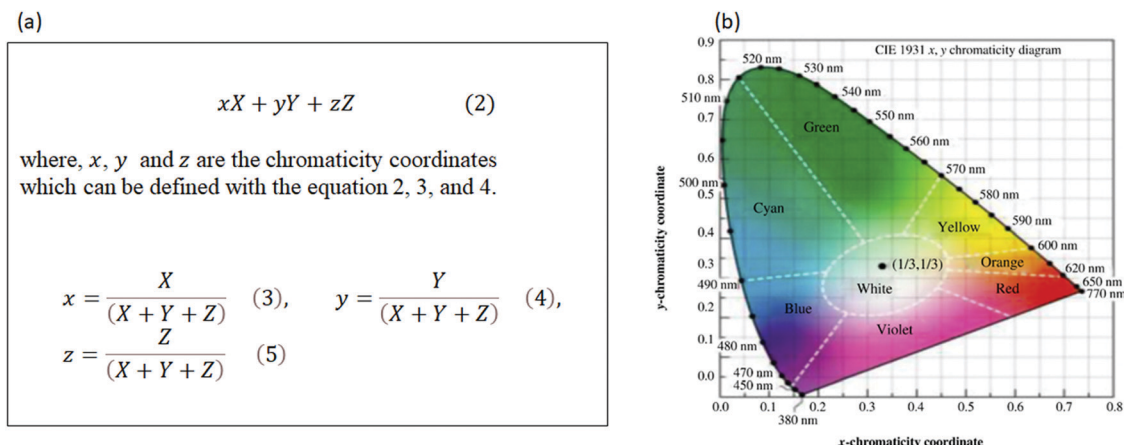 (a)
xX + yY + zZ (2)
where, x, y and z are the chromaticity coordinates
which can be defined with the equation 2, 3, and 4.
x = X / (X + Y + Z) (3), y = Y / (X + Y + Z) (4),
z = Z / (X + Y + Z) (5)
(b)
CIE 1931 x, y chromaticity diagram
0.9
0.8
0.7
0.6
0.5
0.4
0.3
0.2
0.1
0.0
y-chromaticity coordinate
520 nm
530 nm
540 nm
550 nm
560 nm
570 nm
580 nm
590 nm
600 nm
620 nm
650 nm
770 nm
510 nm
500 nm
490 nm
480 nm
470 nm
450 nm
380 nm
Green
Cyan
Yellow
(1/3,1/3)
Orange
White
Red
Blue
Violet
0.0 0.1 0.2 0.3 0.4 0.5 0.6 0.7 0.8
x-chromaticity coordinate